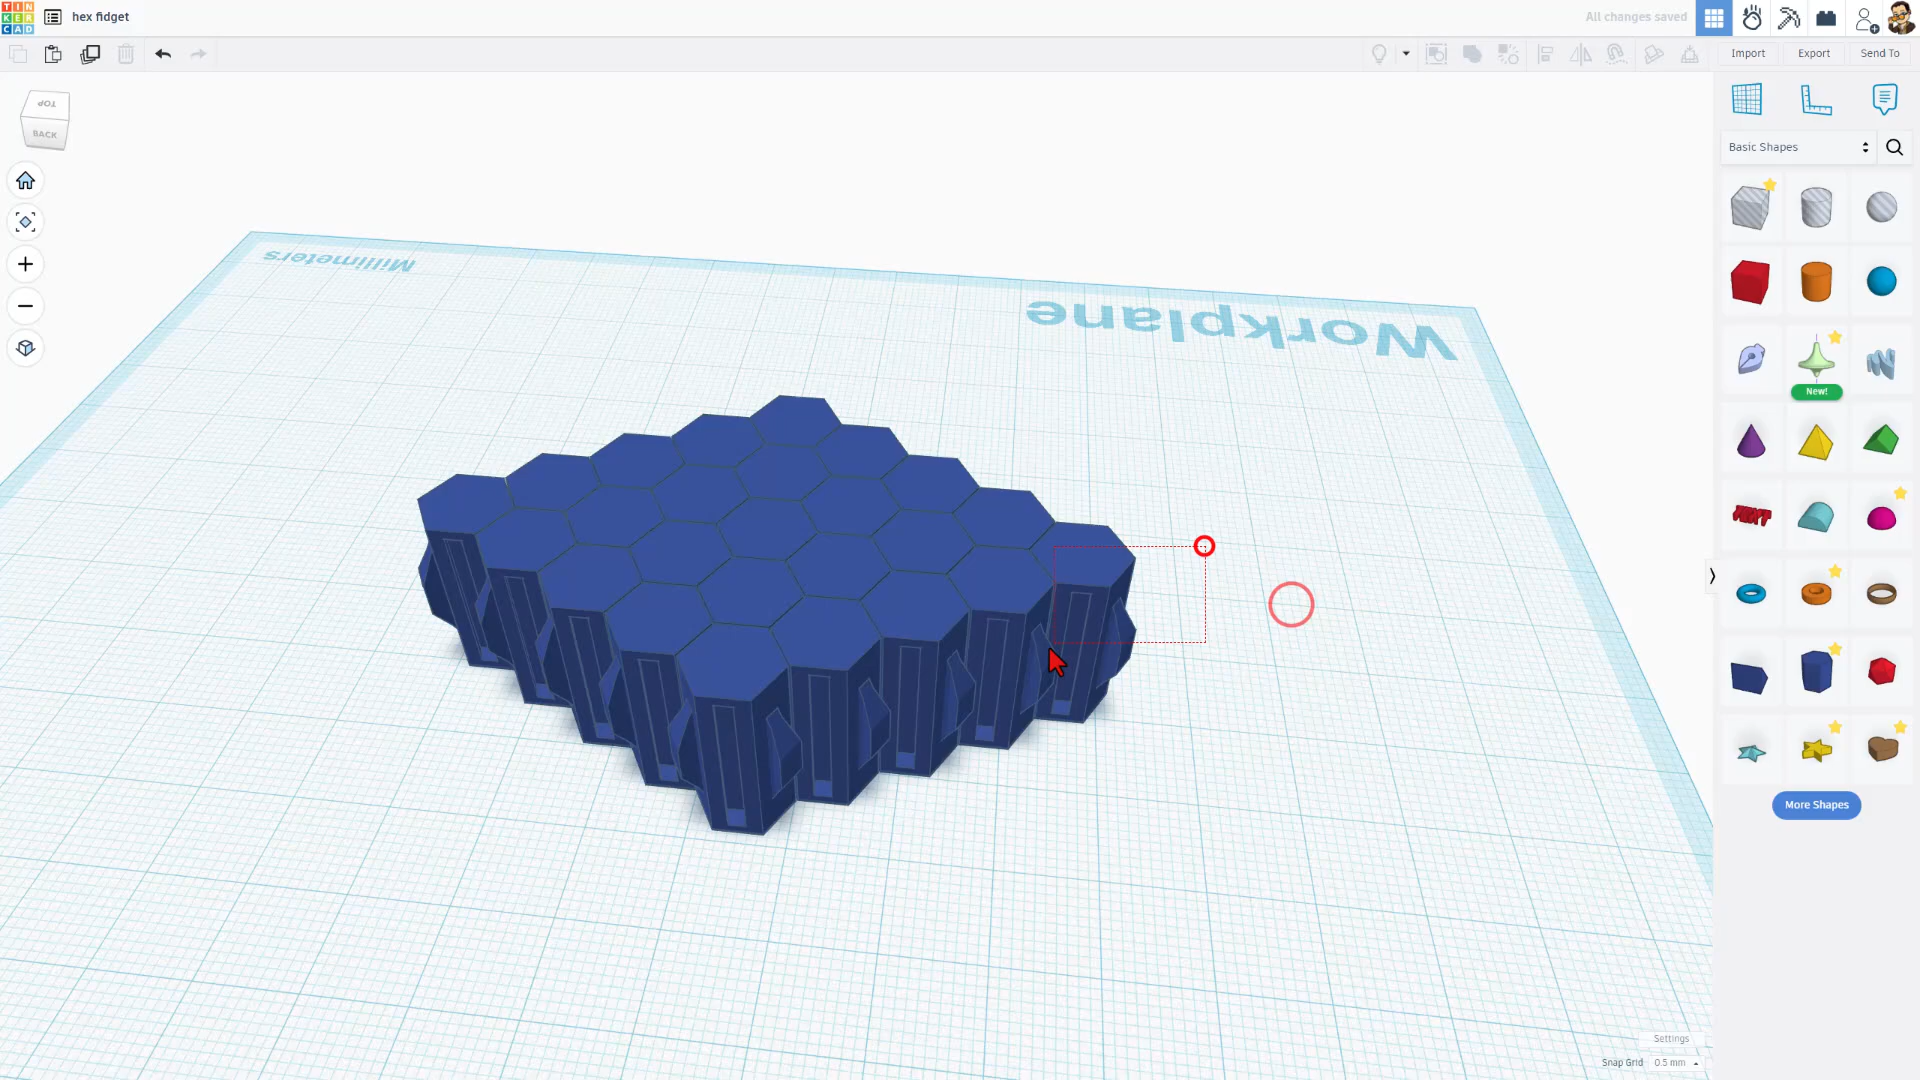 TIN
KER
CAD
hex fidget
All changes saved
Import
Export
Send To
TOP
BACK
Basic Shapes
Millimeters
Workplane
New!
TEXT
More Shapes
Settings
Snap Grid 0.5 mm